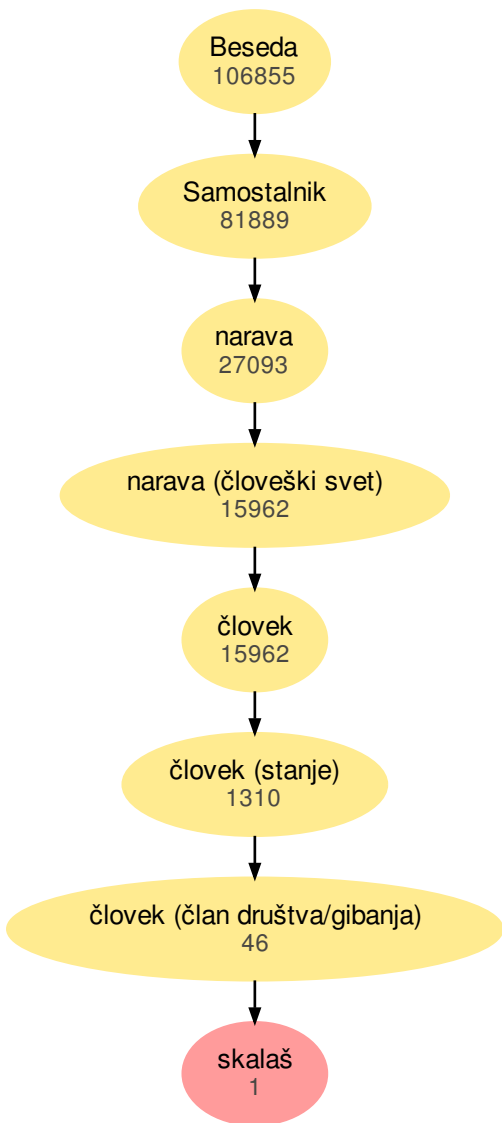 Beseda
106855
Samostalnik
81889
narava
27093
narava (človeški svet)
15962
človek
15962
človek (stanje)
1310
človek (član društva/gibanja)
46
skalaš
1